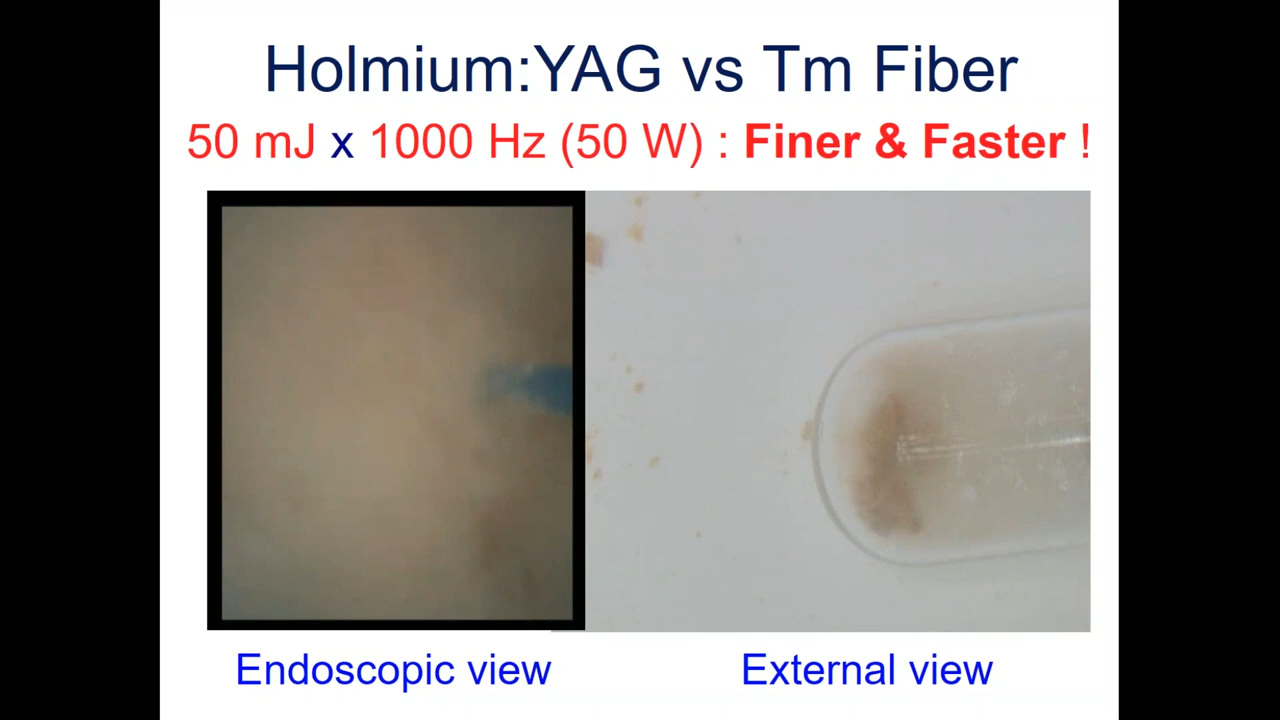 Holmium:YAG vs Tm Fiber
50 mJ x 1000 Hz (50 W) : Finer & Faster !
Endoscopic view
External view